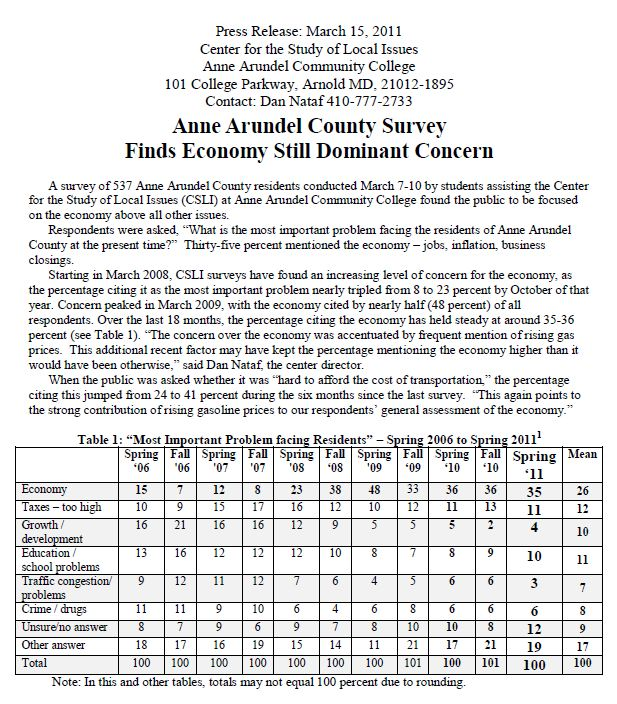 Press Release: March 15, 2011
Center for the Study of Local Issues
Anne Arundel Community College
101 College Parkway, Arnold MD, 21012-1895
Contact: Dan Nataf 410-777-2733
Anne Arundel County Survey
Finds Economy Still Dominant Concern
A survey of 537 Anne Arundel County residents conducted March 7-10 by students assisting the Center
for the Study of Local Issues (CSLI) at Anne Arundel Community College found the public to be focused
on the economy above all other issues.
Respondents were asked, “What is the most important problem facing the residents of Anne Arundel
County at the present time?” Thirty-five percent mentioned the economy – jobs, inflation, business
closings.
Starting in March 2008, CSLI surveys have found an increasing level of concern for the economy, as
the percentage citing it as the most important problem nearly tripled from 8 to 23 percent by October of that
year. Concern peaked in March 2009, with the economy cited by nearly half (48 percent) of all
respondents. Over the last 18 months, the percentage citing the economy has held steady at around 35-36
percent (see Table 1). “The concern over the economy was accentuated by frequent mention of rising gas
prices. This additional recent factor may have kept the percentage mentioning the economy higher than it
would have been otherwise,” said Dan Nataf, the center director.
When the public was asked whether it was “hard to afford the cost of transportation,” the percentage
citing this jumped from 24 to 41 percent during the six months since the last survey. “This again points to
the strong contribution of rising gasoline prices to our respondents’ general assessment of the economy.”
Table 1: “Most Important Problem facing Residents” – Spring 2006 to Spring 2011¹
Spring Fall Spring Fall Spring Fall Spring Fall Spring Fall Spring Mean
‘06 '06 '07 '07 '08 ‘08 ‘09 ‘09 ‘10 ‘10 ‘11
Economy 15 7 12 8 23 38 48 33 36 36 35 26
Taxes – too high 10 9 15 17 16 12 10 12 11 13 11 12
Growth /
development 16 21 16 16 12 9 5 5 5 2 4 10
Education /
school problems 13 16 12 12 12 10 8 7 8 9 10 11
Traffic congestion/
problems 9 12 11 12 7 6 4 5 6 6 3 7
Crime / drugs 11 11 9 10 6 4 6 8 6 6 6 8
Unsure/no answer 8 7 9 6 9 7 8 10 10 8 12 9
Other answer 18 17 16 19 15 14 11 21 17 21 19 17
Total 100 100 100 100 100 100 100 101 100 101 100 100
Note: In this and other tables, totals may not equal 100 percent due to rounding.